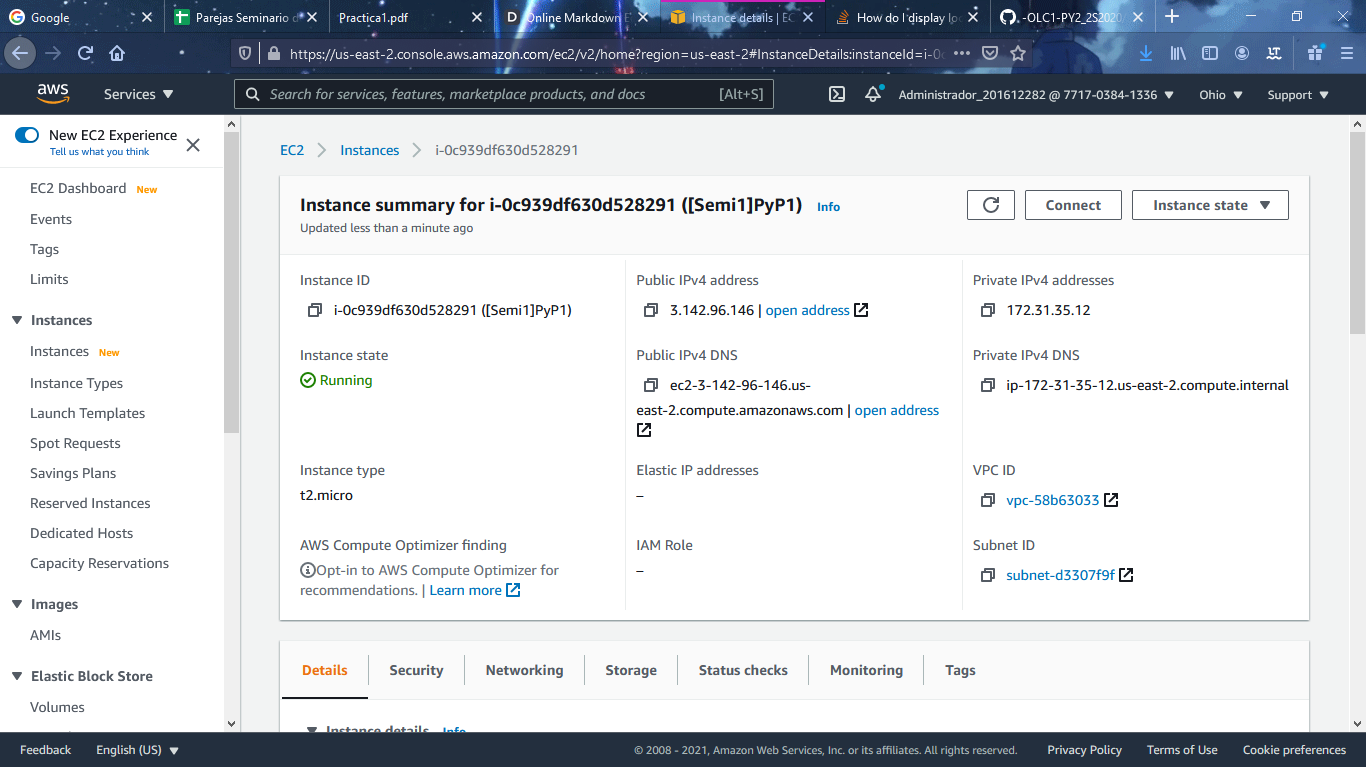 Google
Parejas Seminario d
Practica1.pdf
Online Markdown E
Instance details | EC
How do I display loc
-OLC1-PY2_2S2020/
https://us-east-2.console.aws.amazon.com/ec2/v2/home?region=us-east-2#InstanceDetails:instanceId=i-0c
aws
Services
Search for services, features, marketplace products, and docs
[Alt+S]
Administrador_201612282 @ 7717-0384-1336
Ohio
Support
New EC2 Experience
Tell us what you think
EC2 Dashboard New
Events
Tags
Limits
Instances
Instances New
Instance Types
Launch Templates
Spot Requests
Savings Plans
Reserved Instances
Dedicated Hosts
Capacity Reservations
Images
AMIs
Elastic Block Store
Volumes
EC2 > Instances > i-0c939df630d528291
Instance summary for i-0c939df630d528291 ([Semi1]PyP1) Info
Updated less than a minute ago
Connect
Instance state
Instance ID
i-0c939df630d528291 ([Semi1]PyP1)
Public IPv4 address
3.142.96.146 | open address
Private IPv4 addresses
172.31.35.12
Instance state
Running
Public IPv4 DNS
ec2-3-142-96-146.us-
east-2.compute.amazonaws.com | open address
Private IPv4 DNS
ip-172-31-35-12.us-east-2.compute.internal
Instance type
t2.micro
Elastic IP addresses
–
VPC ID
vpc-58b63033
AWS Compute Optimizer finding
Opt-in to AWS Compute Optimizer for
recommendations. | Learn more
IAM Role
–
Subnet ID
subnet-d3307f9f
Details
Security
Networking
Storage
Status checks
Monitoring
Tags
Instance details Info
Feedback
English (US)
© 2008 - 2021, Amazon Web Services, Inc. or its affiliates. All rights reserved.
Privacy Policy
Terms of Use
Cookie preferences